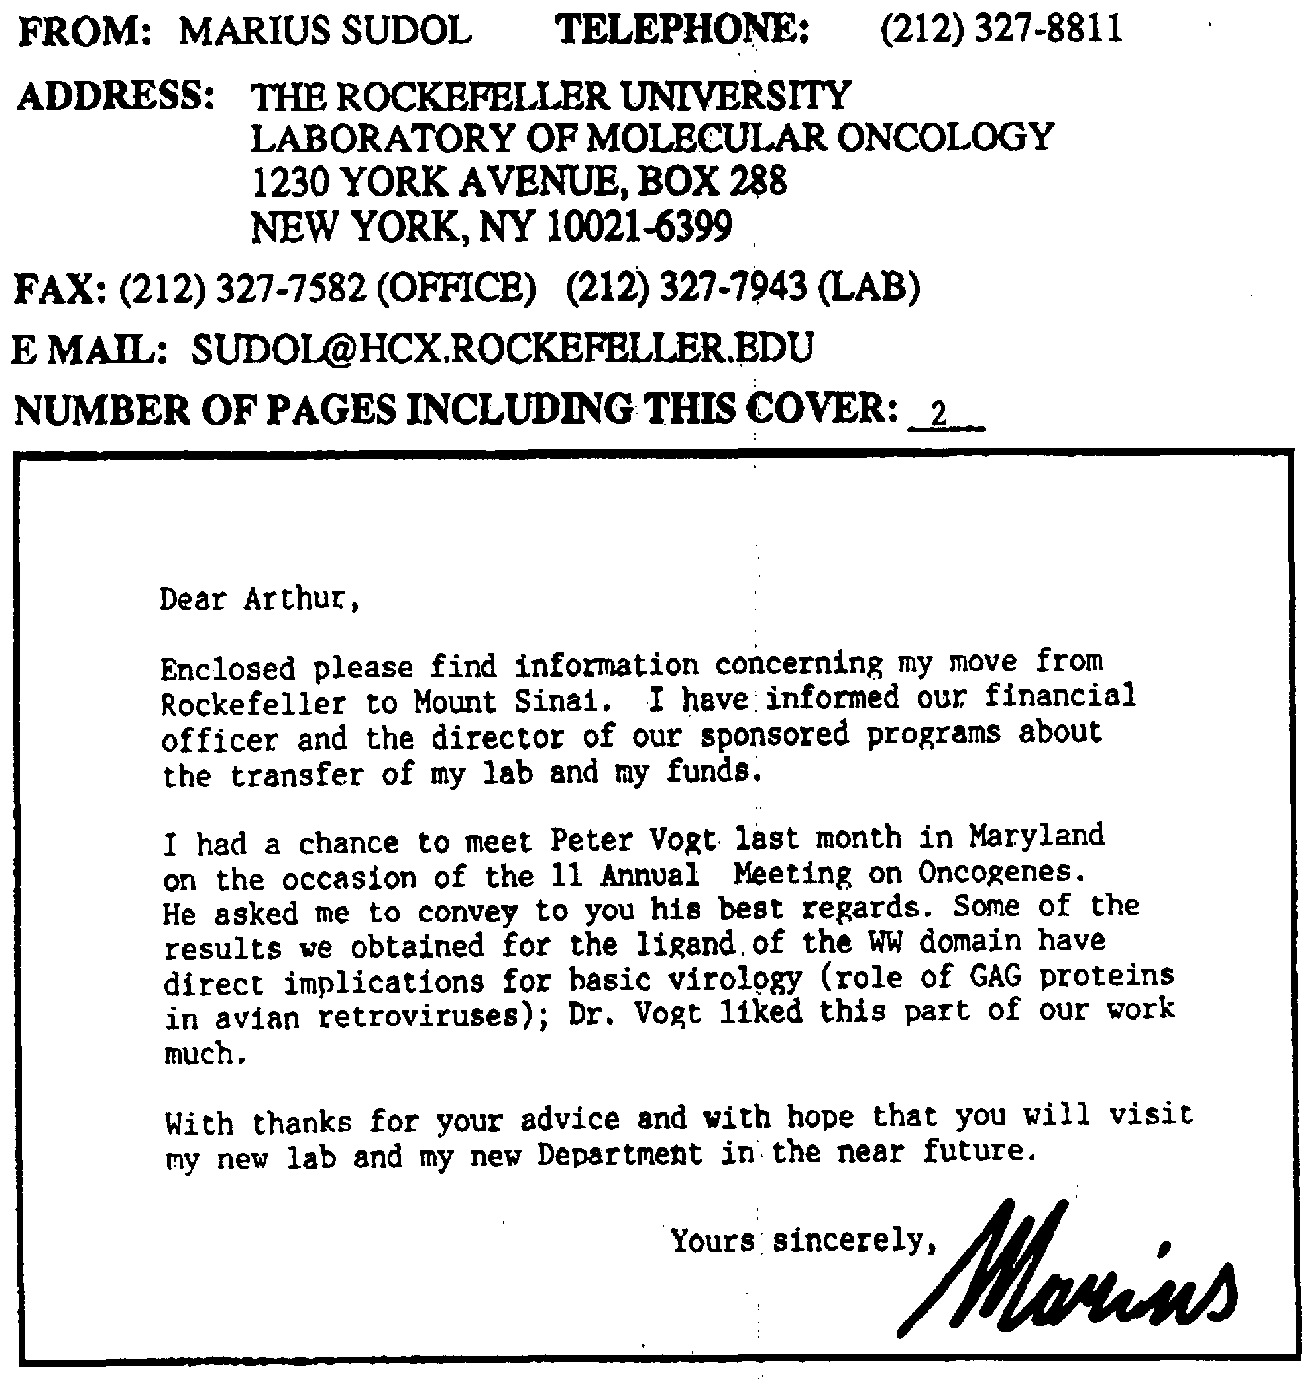 FROM: MARIUS SUDOL TELEPHONE: (212) 327-8811
ADDRESS: THE ROCKEFELLER UNIVERSITY
LABORATORY OF MOLECULAR ONCOLOGY
1230 YORK AVENUE, BOX 288
NEW YORK, NY 10021-6399
FAX: (212) 327-7582 (OFFICE) (212) 327-7943 (LAB)
E MAIL: SUDOL@HCX.ROCKEFELLER.EDU
NUMBER OF PAGES INCLUDING THIS COVER: 2
Dear Arthur,
Enclosed please find information concerning my move from
Rockefeller to Mount Sinai. I have informed our financial
officer and the director of our sponsored programs about
the transfer of my lab and my funds.
I had a chance to meet Peter Vogt last month in Maryland
on the occasion of the 11 Annual Meeting on Oncogenes.
He asked me to convey to you his best regards. Some of the
results we obtained for the ligand of the WW domain have
direct implications for basic virology (role of GAG proteins
in avian retroviruses); Dr. Vogt liked this part of our work
much.
With thanks for your advice and with hope that you will visit
my new lab and my new Department in the near future.
Yours sincerely,
Marius